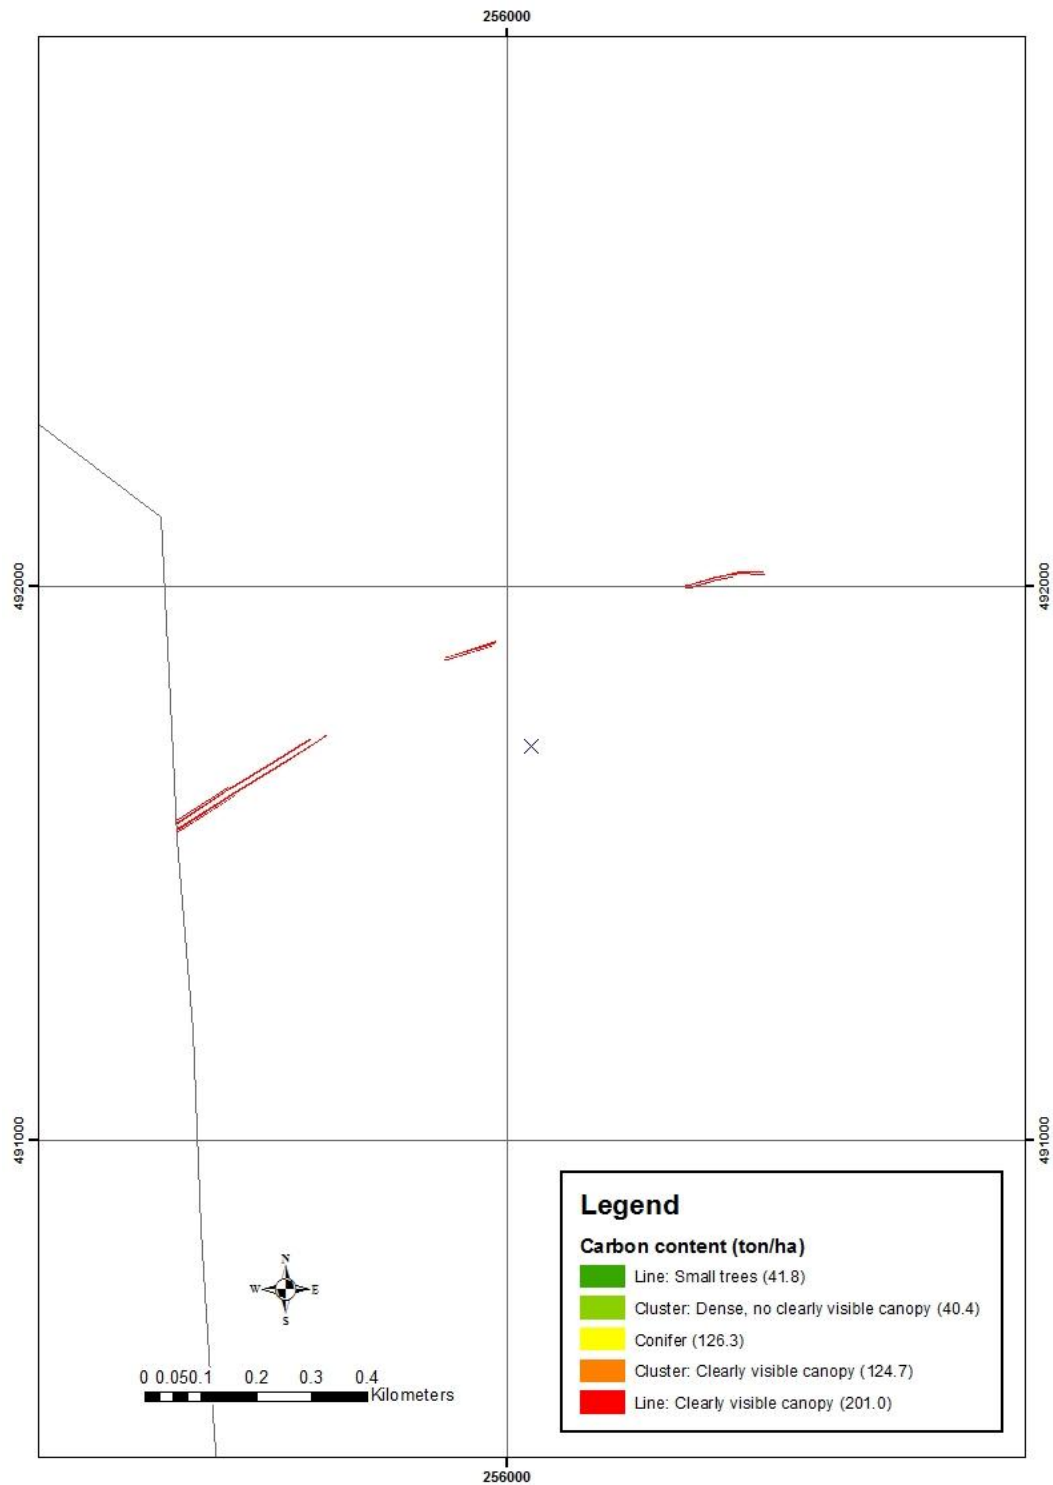 256000
492000
492000
491000
491000
Legend
Carbon content (ton/ha)
Line: Small trees (41.8)
Cluster: Dense, no clearly visible canopy (40.4)
Conifer (126.3)
Cluster: Clearly visible canopy (124.7)
Line: Clearly visible canopy (201.0)
N
W E
S
0 0.050.1 0.2 0.3 0.4
Kilometers
256000